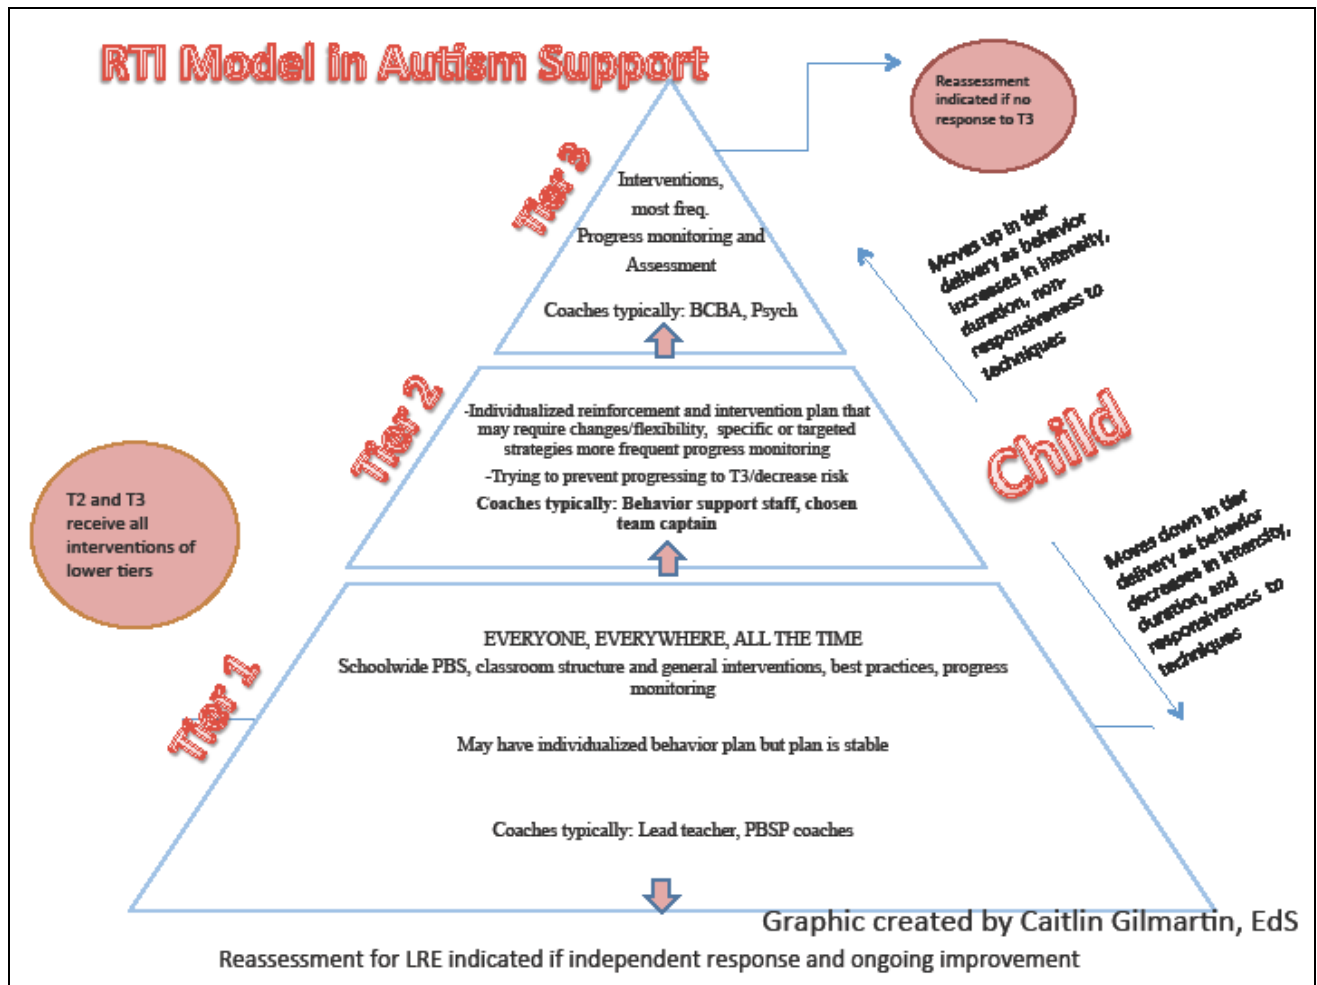 RTI Model in Autism Support
Reassessment
indicated if no
response to T3
Tier 3
Interventions,
most freq.
Progress monitoring and
Assessment
Coaches typically: BCBA, Psych
Moves up in tier
delivery as behavior
increases in intensity,
duration, non-
responsiveness to
techniques
Tier 2
-Individualized reinforcement and intervention plan that
may require changes/flexibility, specific or targeted
strategies more frequent progress monitoring
-Trying to prevent progressing to T3/decrease risk
Coaches typically: Behavior support staff, chosen
team captain
Child
T2 and T3
receive all
interventions of
lower tiers
Moves down in tier
delivery as behavior
decreases in intensity,
duration, and
responsiveness to
techniques
Tier 1
EVERYONE, EVERYWHERE, ALL THE TIME
Schoolwide PBS, classroom structure and general interventions, best practices, progress
monitoring
May have individualized behavior plan but plan is stable
Coaches typically: Lead teacher, PBSP coaches
Graphic created by Caitlin Gilmartin, EdS
Reassessment for LRE indicated if independent response and ongoing improvement